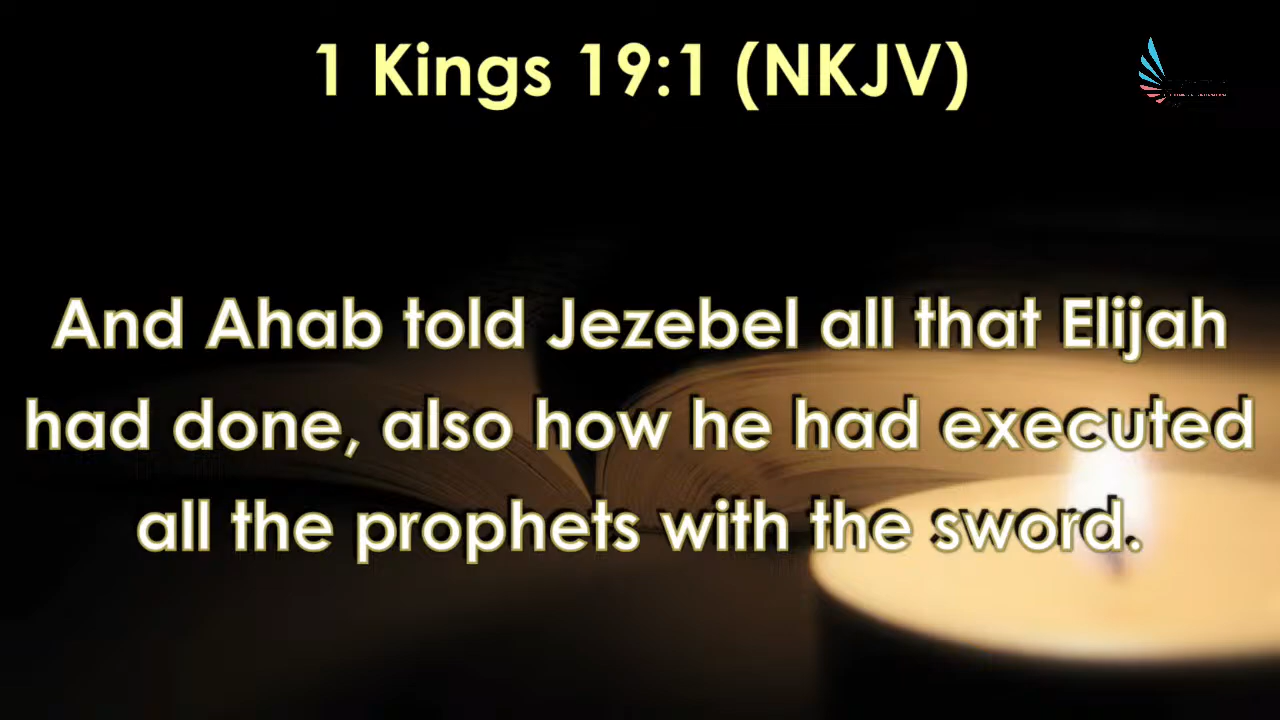 1 Kings 19:1 (NKJV)
And Ahab told Jezebel all that Elijah
had done, also how he had executed
all the prophets with the sword.